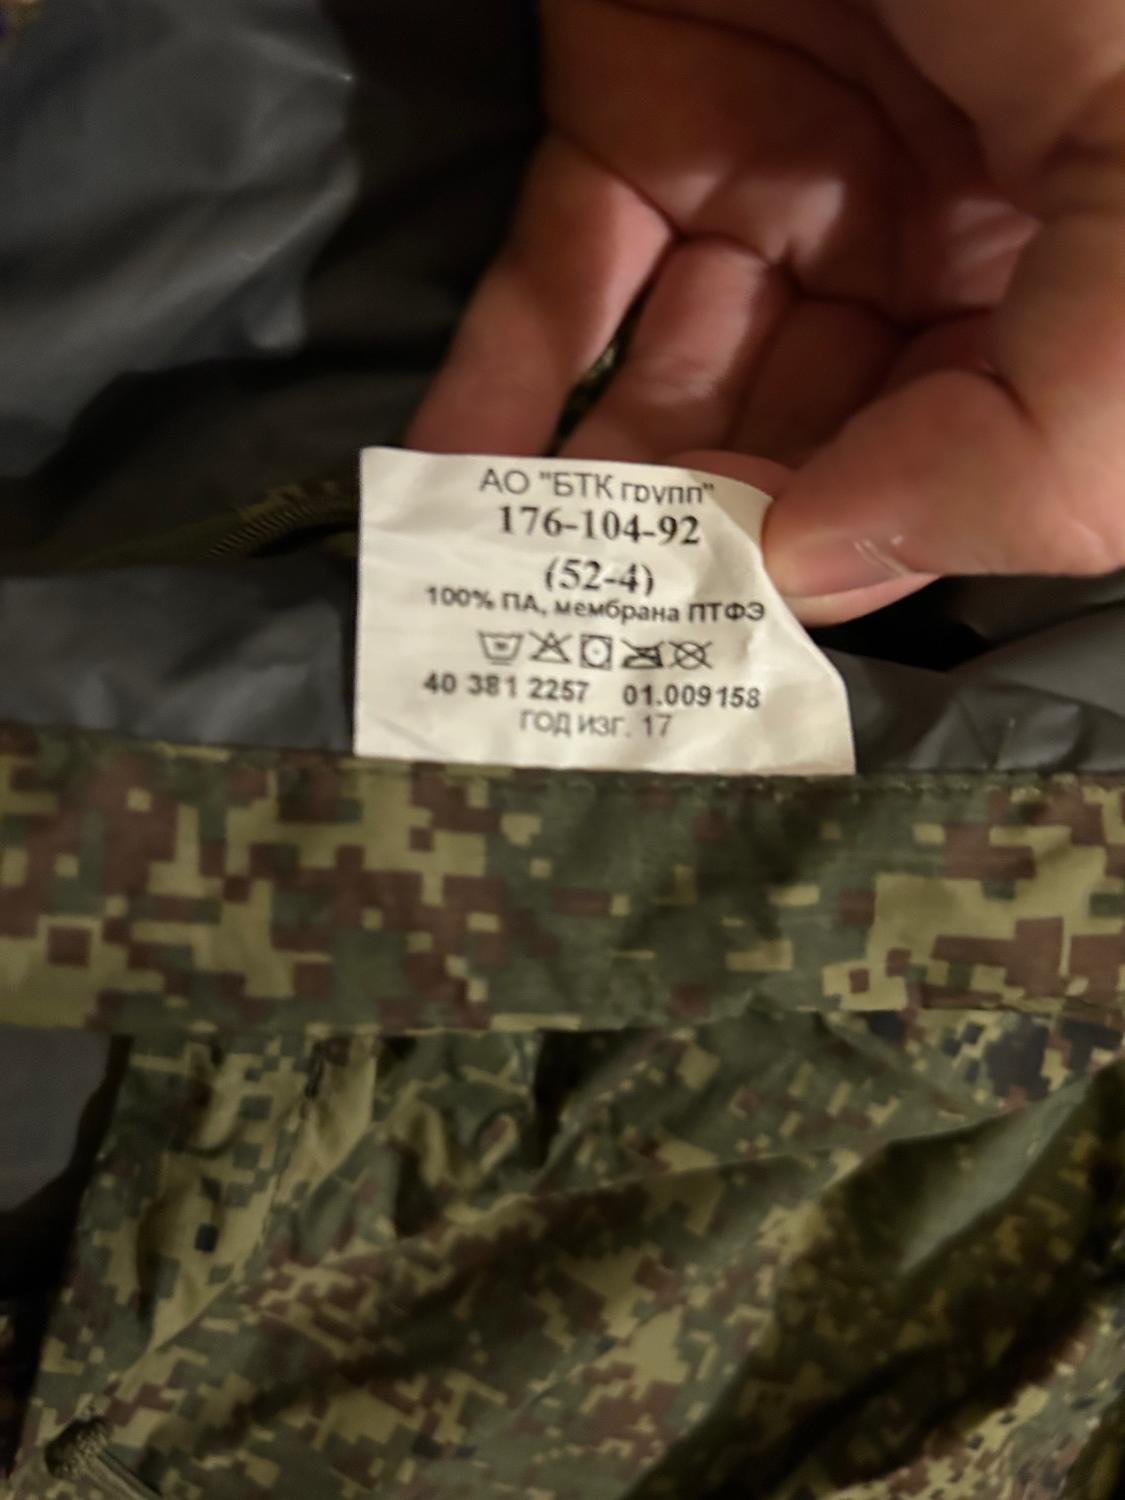 АО "БТК групп"
176-104-92
(52-4)
100% ПА, мембрана ПТФЭ
40 381 2257 01.009158
ГОД ИЗГ. 17